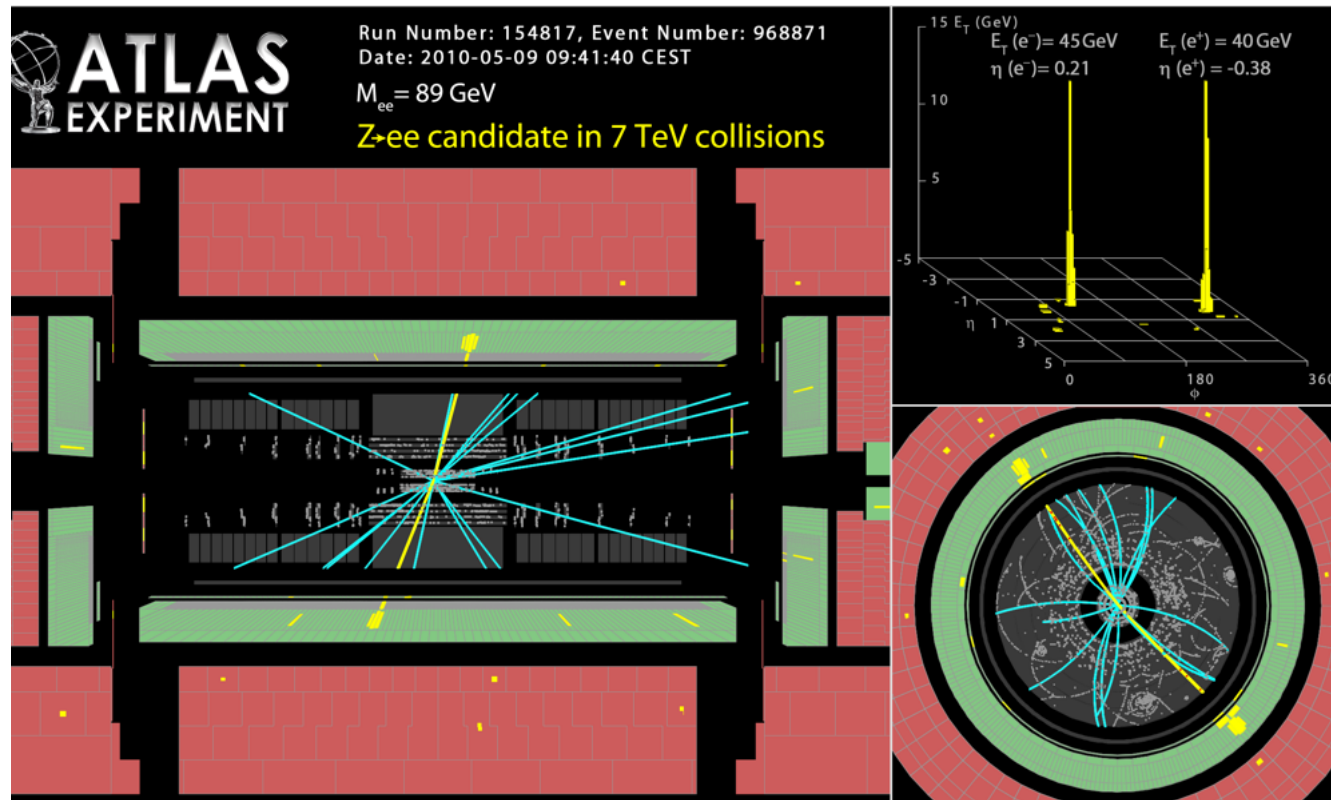 ATLAS
EXPERIMENT
Run Number: 154817, Event Number: 968871
Date: 2010-05-09 09:41:40 CEST
M_ee = 89 GeV
Z→ee candidate in 7 TeV collisions
15 E_T (GeV)
E_T (e⁻) = 45 GeV
η (e⁻) = 0.21
E_T (e⁺) = 40 GeV
η (e⁺) = -0.38
10
5
-5
-3
-1
η 1
3
5
0 180 360
φ